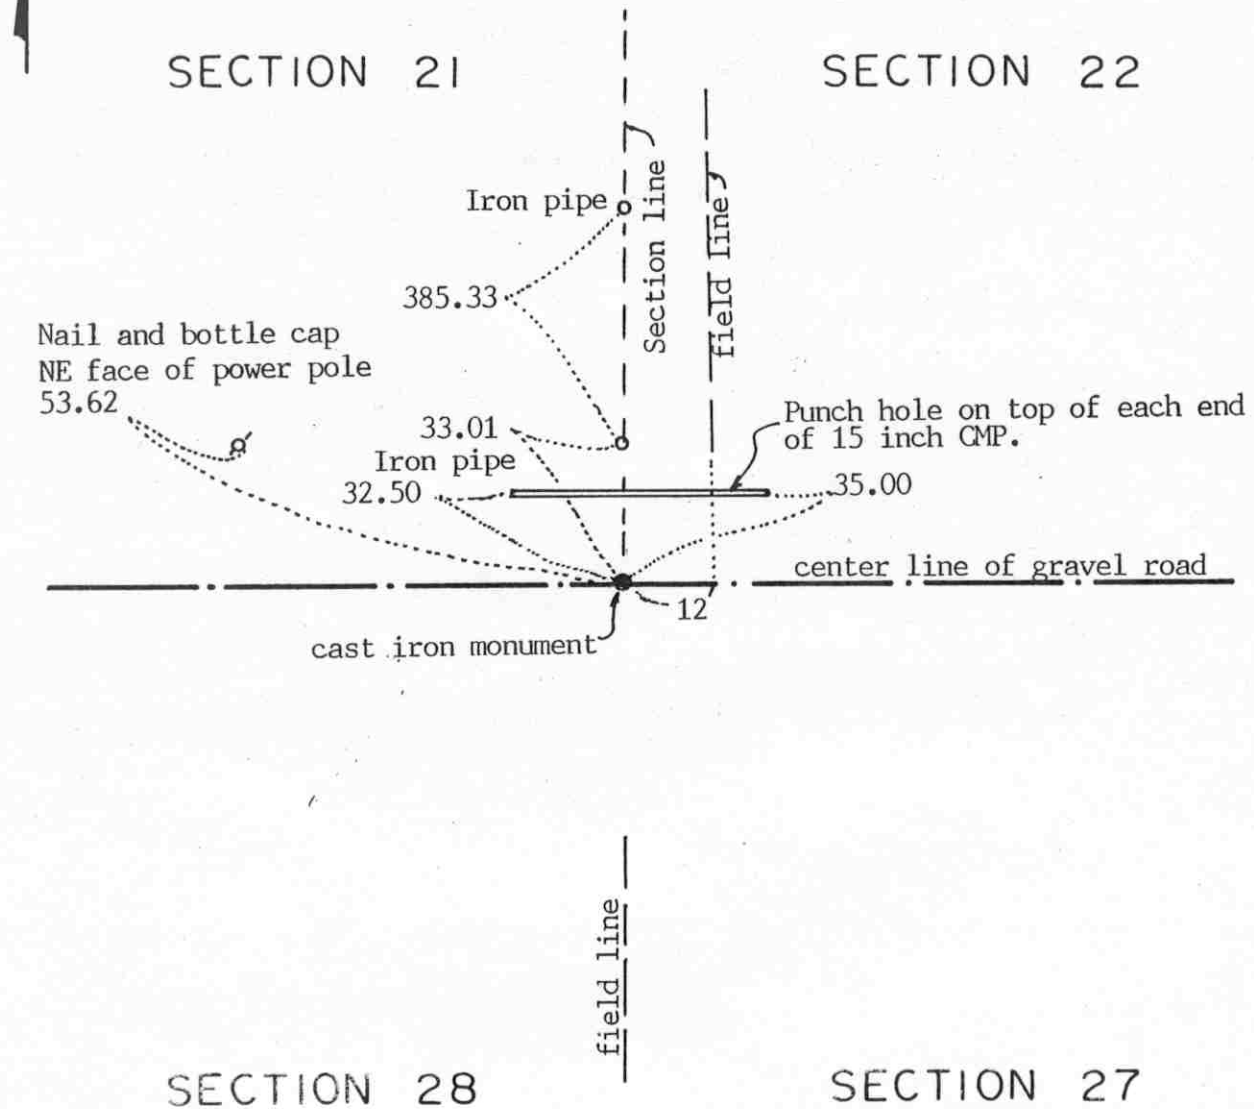 SECTION 21
SECTION 22
Iron pipe
Section line
field line
385.33
Nail and bottle cap
NE face of power pole
53.62
33.01
Iron pipe
32.50
Punch hole on top of each end
of 15 inch CMP.
35.00
center line of gravel road
12'
cast iron monument
field line
SECTION 28
SECTION 27